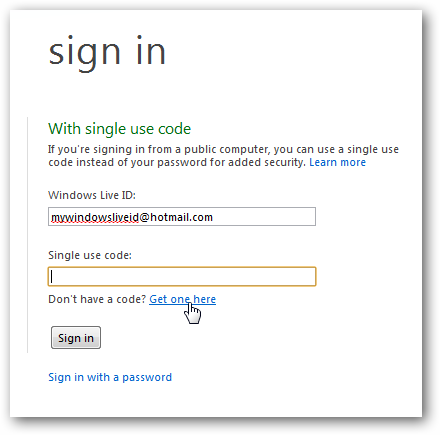 sign in
With single use code
If you're signing in from a public computer, you can use a single use
code instead of your password for added security. Learn more
Windows Live ID:
mywindowsliveid@hotmail.com
Single use code:
Don't have a code? Get one here
Sign in
Sign in with a password